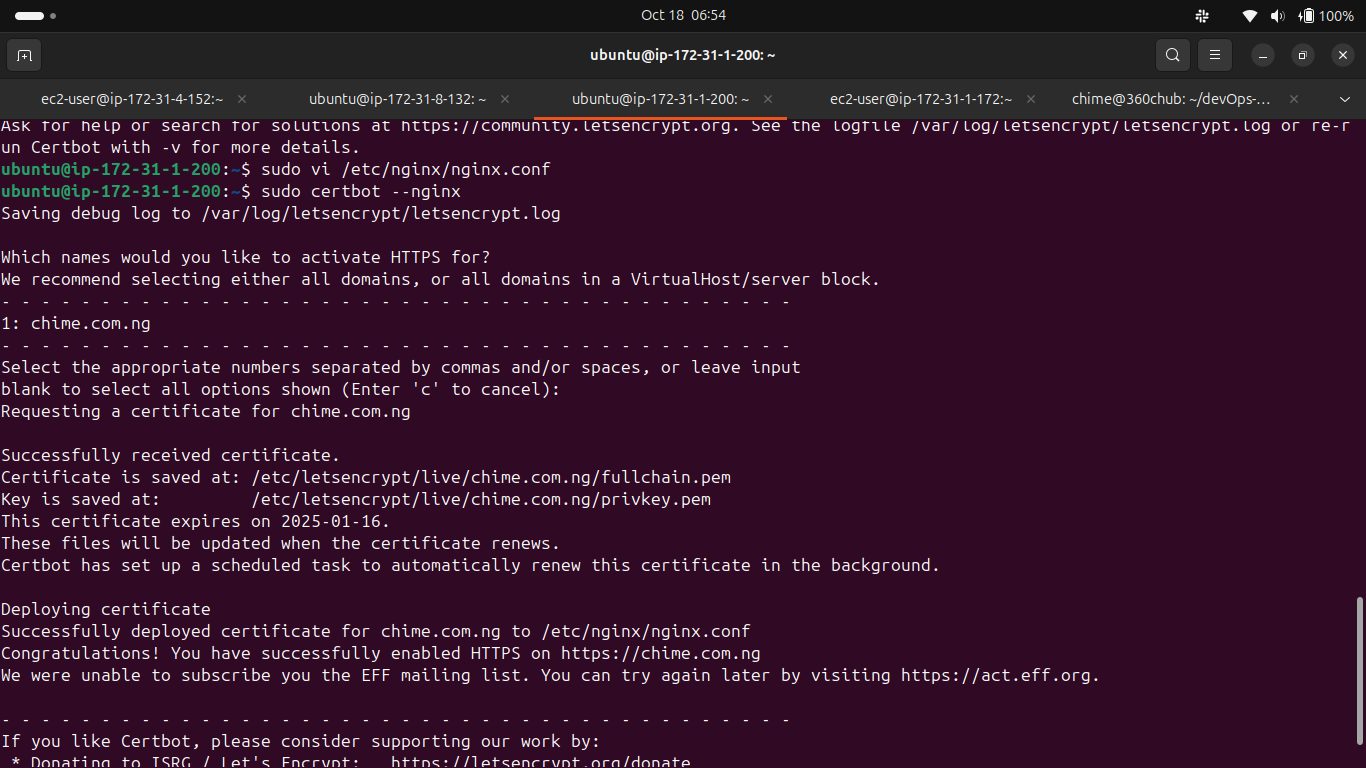 Oct 18 06:54
100%
ubuntu@ip-172-31-1-200: ~
ec2-user@ip-172-31-4-152:~
ubuntu@ip-172-31-8-132: ~
ubuntu@ip-172-31-1-200: ~
ec2-user@ip-172-31-1-172:~
chime@360chub: ~/devOps-...
Ask for help or search for solutions at https://community.letsencrypt.org. See the logfile /var/log/letsencrypt/letsencrypt.log or re-r
un Certbot with -v for more details.
ubuntu@ip-172-31-1-200:~$ sudo vi /etc/nginx/nginx.conf
ubuntu@ip-172-31-1-200:~$ sudo certbot --nginx
Saving debug log to /var/log/letsencrypt/letsencrypt.log
Which names would you like to activate HTTPS for?
We recommend selecting either all domains, or all domains in a VirtualHost/server block.
- - - - - - - - - - - - - - - - - - - - - - - - - - - - - - - - - - - - - - - -
1: chime.com.ng
- - - - - - - - - - - - - - - - - - - - - - - - - - - - - - - - - - - - - - - -
Select the appropriate numbers separated by commas and/or spaces, or leave input
blank to select all options shown (Enter 'c' to cancel):
Requesting a certificate for chime.com.ng
Successfully received certificate.
Certificate is saved at: /etc/letsencrypt/live/chime.com.ng/fullchain.pem
Key is saved at:         /etc/letsencrypt/live/chime.com.ng/privkey.pem
This certificate expires on 2025-01-16.
These files will be updated when the certificate renews.
Certbot has set up a scheduled task to automatically renew this certificate in the background.
Deploying certificate
Successfully deployed certificate for chime.com.ng to /etc/nginx/nginx.conf
Congratulations! You have successfully enabled HTTPS on https://chime.com.ng
We were unable to subscribe you the EFF mailing list. You can try again later by visiting https://act.eff.org.
- - - - - - - - - - - - - - - - - - - - - - - - - - - - - - - - - - - - - - - -
If you like Certbot, please consider supporting our work by:
 * Donating to ISRG / Let's Encrypt:   https://letsencrypt.org/donate